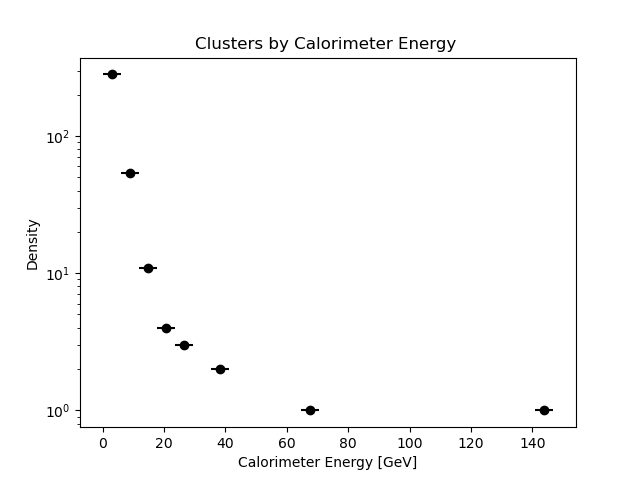 Clusters by Calorimeter Energy
Density
10²
10¹
10⁰
0 20 40 60 80 100 120 140
Calorimeter Energy [GeV]